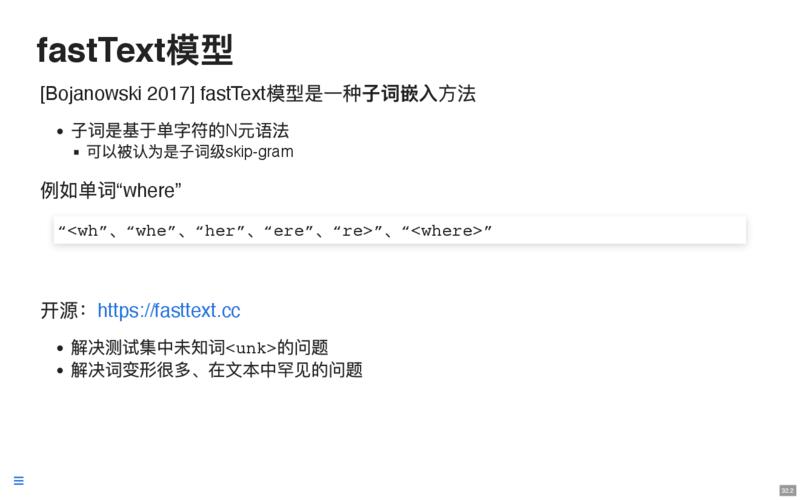 fastText模型
[Bojanowski 2017] fastText模型是一种子词嵌入方法
• 子词是基于单字符的N元语法
▪ 可以被认为是子词级skip-gram
例如单词“where”
“<wh”、“whe”、“her”、“ere”、“re>”、“<where>”
开源：https://fasttext.cc
• 解决测试集中未知词<unk>的问题
• 解决词变形很多、在文本中罕见的问题
32.2